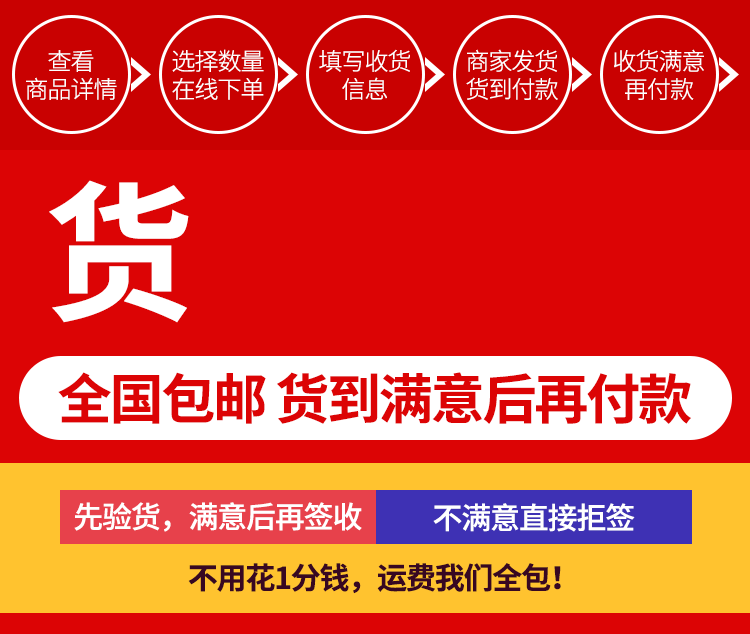 查看
商品详情
选择数量
在线下单
填写收货
信息
商家发货
货到付款
收货满意
再付款
货
全国包邮 货到满意后再付款
先验货，满意后再签收
不满意直接拒签
不用花1分钱，运费我们全包！